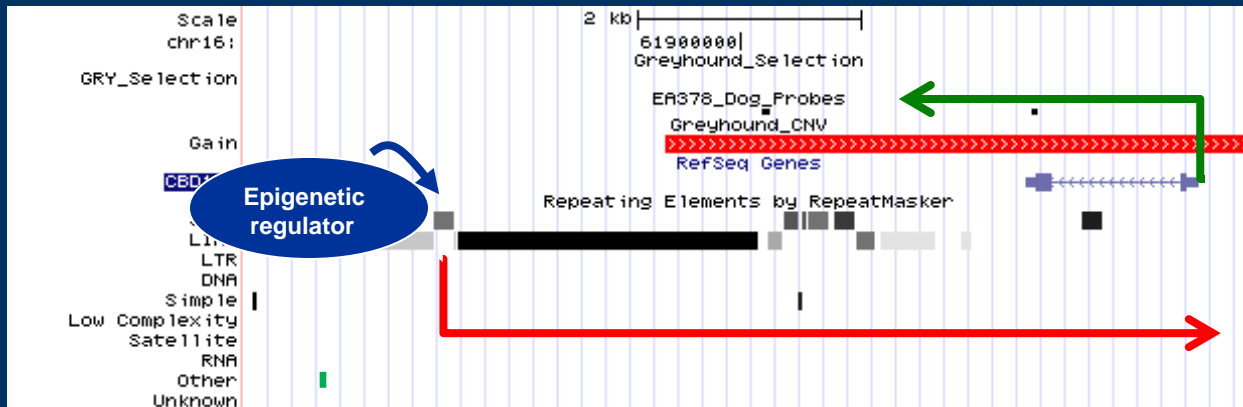 Scale 2 kb
chr16: 61900000|
Greyhound_Selection
GRY_Selection
EA378_Dog_Probes
Greyhound_CNV
Gain
RefSeq Genes
Epigenetic
regulator
Repeating Elements by RepeatMasker
LTR
DNA
Simple
Low Complexity
Satellite
RNA
Other
Unknown